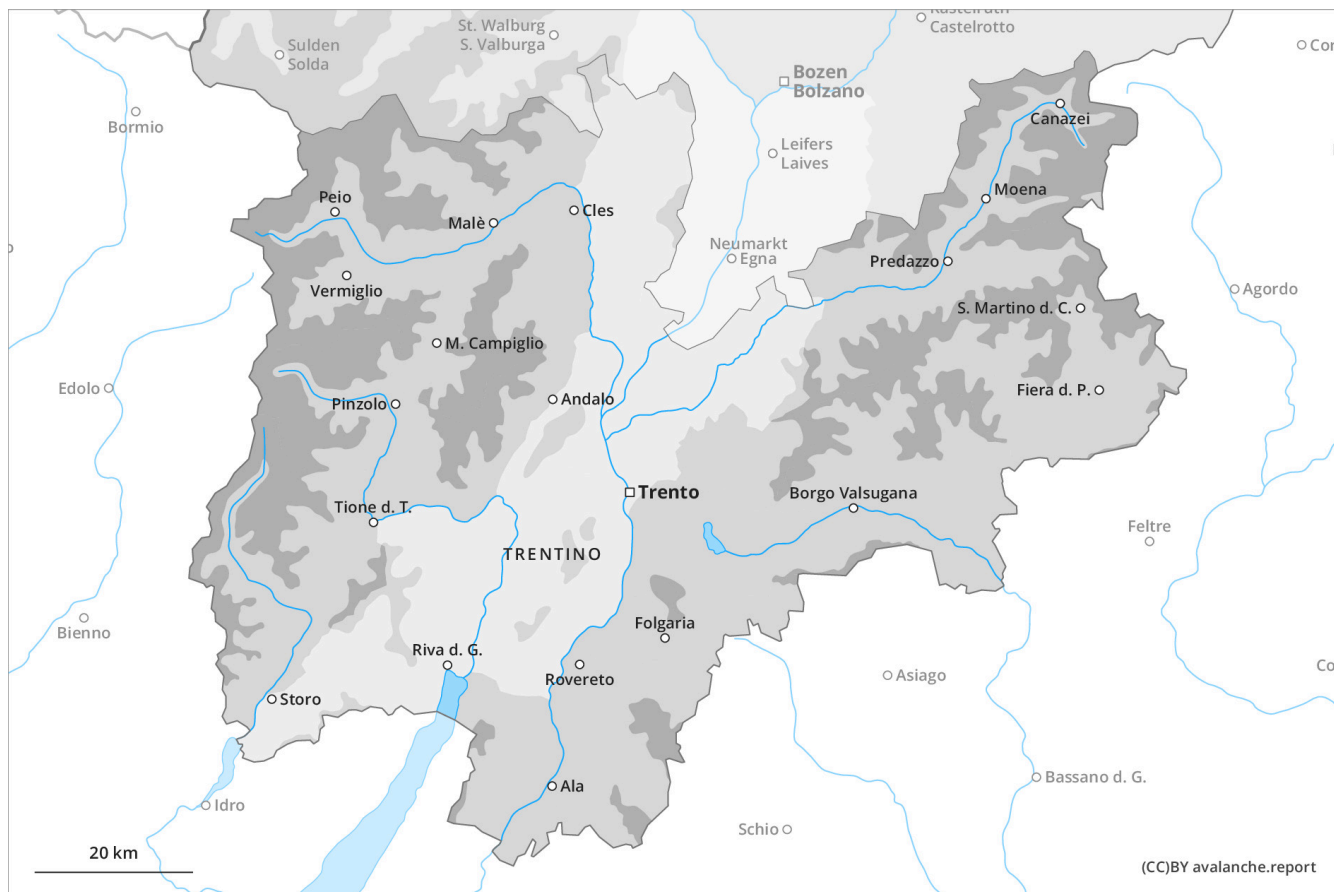 Castelrotto
St. Walburg
S. Valburga
Sulden
Solda
Bozen
Bolzano
Bormio
Canazei
Leifers
Laives
Peio
Malè
Cles
Moena
Neumarkt
Egna
Predazzo
Vermiglio
Agordo
S. Martino d. C.
M. Campiglio
Edolo
Fiera d. P.
Pinzolo
Andalo
Trento
Borgo Valsugana
Tione d. T.
Feltre
TRENTINO
Bienno
Folgaria
Riva d. G.
Rovereto
Asiago
Storo
Ala
Bassano d. G.
Idro
Schio
20 km
(CC)BY avalanche.report